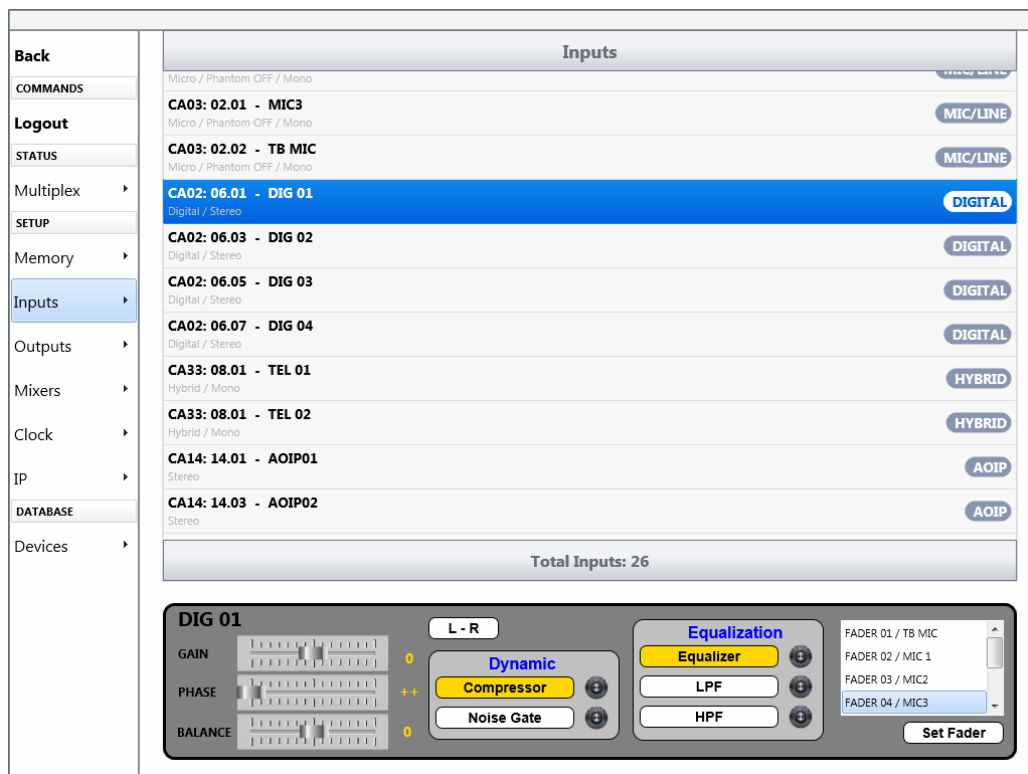 Back
COMMANDS
Logout
STATUS
Multiplex
SETUP
Memory
Inputs
Outputs
Mixers
Clock
IP
DATABASE
Devices
Inputs
Micro / Phantom OFF / Mono
MIC/LINE
CA03: 02.01 - MIC3
Micro / Phantom OFF / Mono
MIC/LINE
CA03: 02.02 - TB MIC
Micro / Phantom OFF / Mono
MIC/LINE
CA02: 06.01 - DIG 01
Digital / Stereo
DIGITAL
CA02: 06.03 - DIG 02
Digital / Stereo
DIGITAL
CA02: 06.05 - DIG 03
Digital / Stereo
DIGITAL
CA02: 06.07 - DIG 04
Digital / Stereo
DIGITAL
CA33: 08.01 - TEL 01
Hybrid / Mono
HYBRID
CA33: 08.01 - TEL 02
Hybrid / Mono
HYBRID
CA14: 14.01 - AOIP01
Stereo
AOIP
CA14: 14.03 - AOIP02
Stereo
AOIP
Total Inputs: 26
DIG 01
GAIN
0
PHASE
++
BALANCE
0
L - R
Dynamic
Compressor
Noise Gate
Equalization
Equalizer
LPF
HPF
FADER 01 / TB MIC
FADER 02 / MIC 1
FADER 03 / MIC2
FADER 04 / MIC3
Set Fader